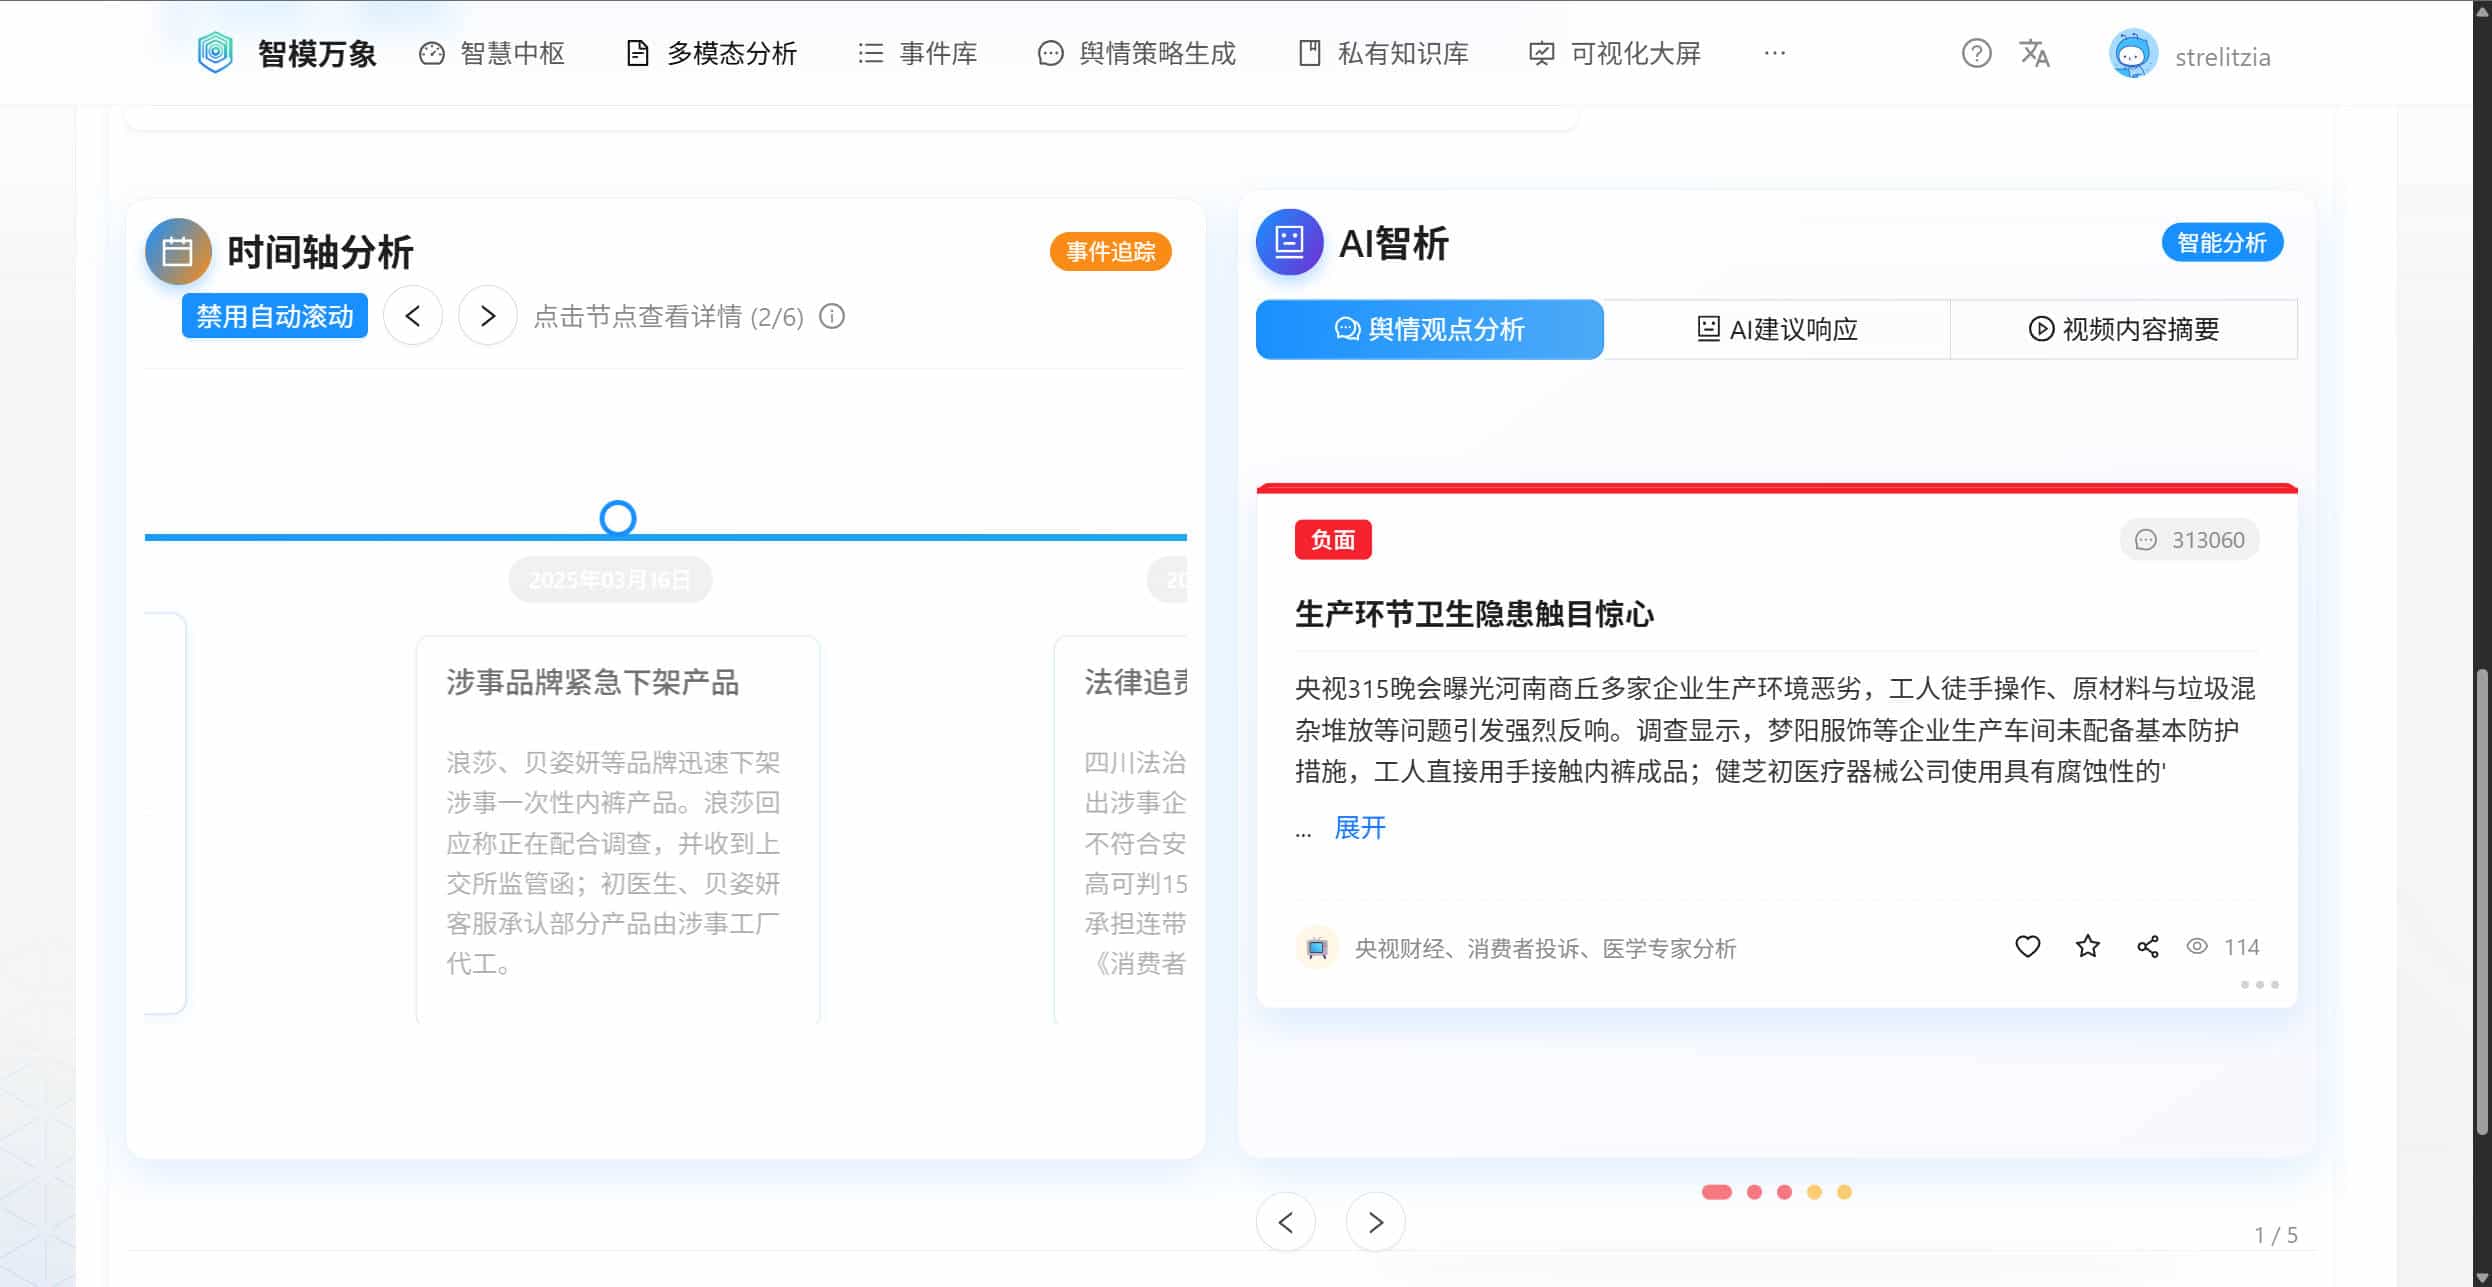 智模万象
智慧中枢
多模态分析
事件库
舆情策略生成
私有知识库
可视化大屏
···
strelitzia
时间轴分析
事件追踪
禁用自动滚动
点击节点查看详情 (2/6)
2025年03月16日
20
涉事品牌紧急下架产品
浪莎、贝姿妍等品牌迅速下架
涉事一次性内裤产品。浪莎回
应称正在配合调查，并收到上
交所监管函；初医生、贝姿妍
客服承认部分产品由涉事工厂
代工。
法律追责
四川法治
出涉事企
不符合安
高可判15
承担连带
《消费者
AI智析
智能分析
舆情观点分析
AI建议响应
视频内容摘要
负面
313060
生产环节卫生隐患触目惊心
央视315晚会曝光河南商丘多家企业生产环境恶劣，工人徒手操作、原材料与垃圾混
杂堆放等问题引发强烈反响。调查显示，梦阳服饰等企业生产车间未配备基本防护
措施，工人直接用手接触内裤成品；健芝初医疗器械公司使用具有腐蚀性的'
... 展开
央视财经、消费者投诉、医学专家分析
114
1 / 5